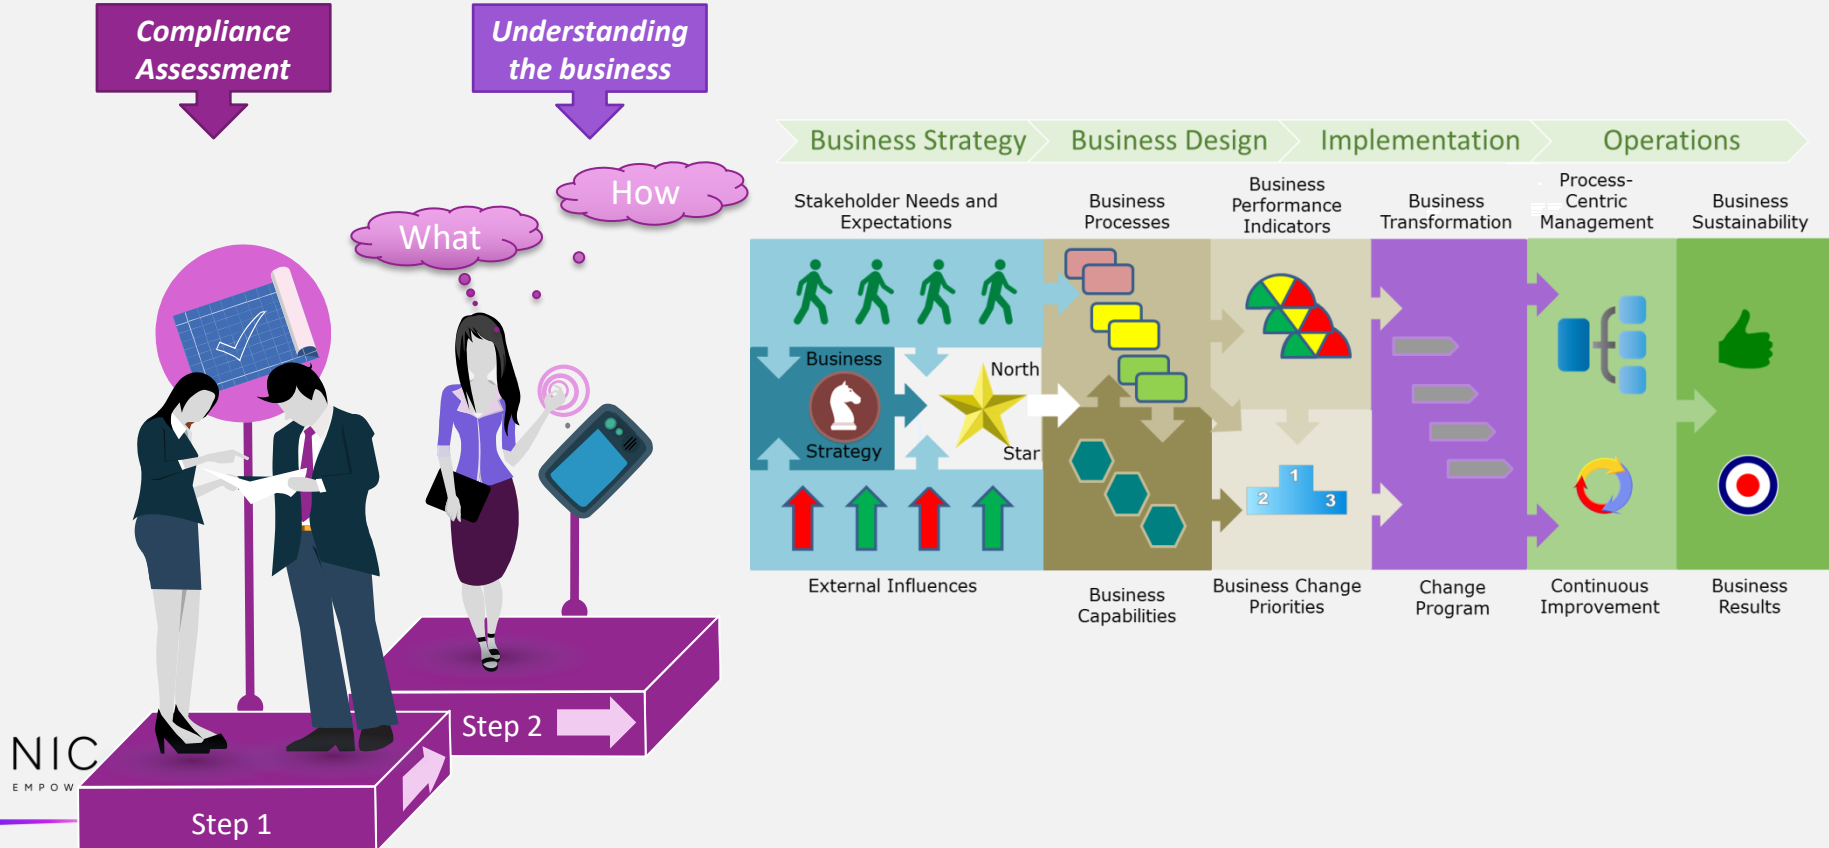 Compliance
Assessment
Understanding
the business
How
What
Business Strategy
Business Design
Implementation
Operations
Stakeholder Needs and
Expectations
Business
Processes
Business
Performance
Indicators
Business
Transformation
Process-
Centric
Management
Business
Sustainability
Business
Strategy
North
Star
1
2
3
External Influences
Business
Capabilities
Business Change
Priorities
Change
Program
Continuous
Improvement
Business
Results
Step 2
Step 1
NIC
EMPOW